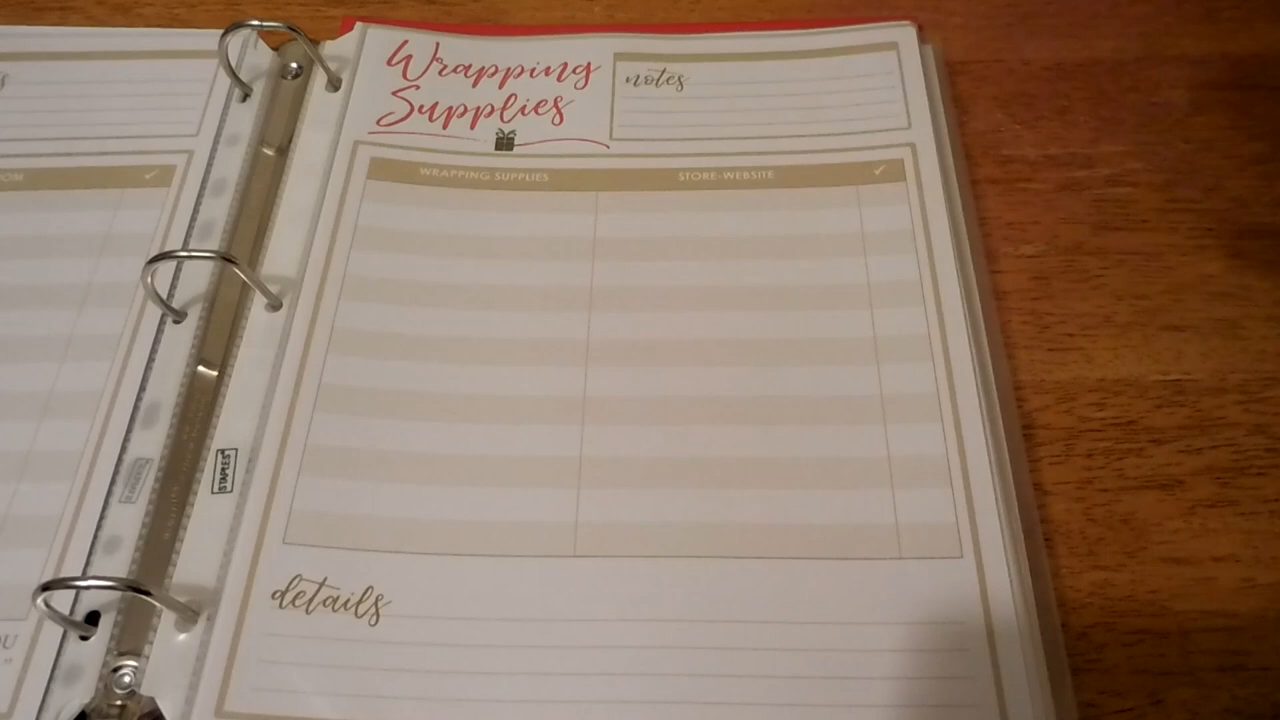 Wrapping
Supplies
notes
WRAPPING SUPPLIES STORE-WEBSITE ✓
STAPLES
details